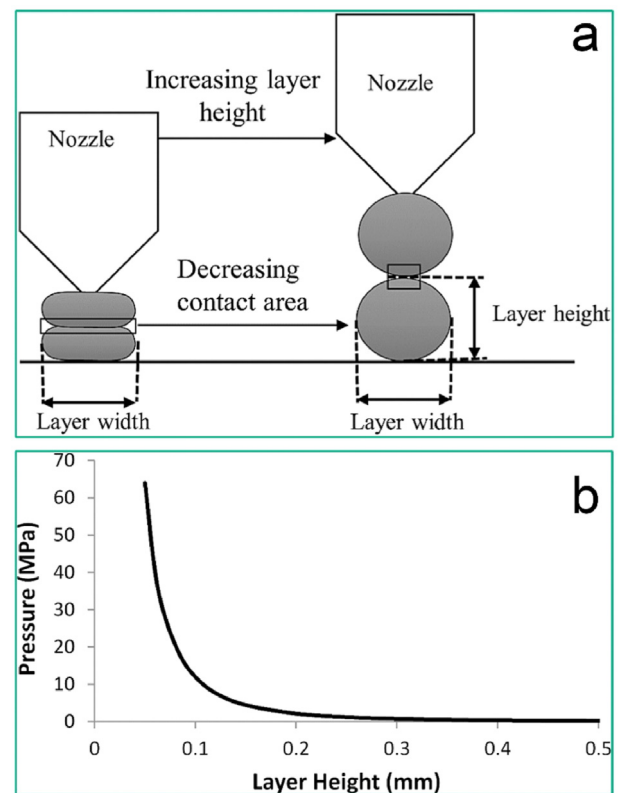 a
Nozzle
Increasing layer
height
Nozzle
Decreasing
contact area
Layer height
Layer width
Layer width
b
Pressure (MPa)
70
60
50
40
30
20
10
0
0
0.1
0.2
0.3
0.4
0.5
Layer Height (mm)